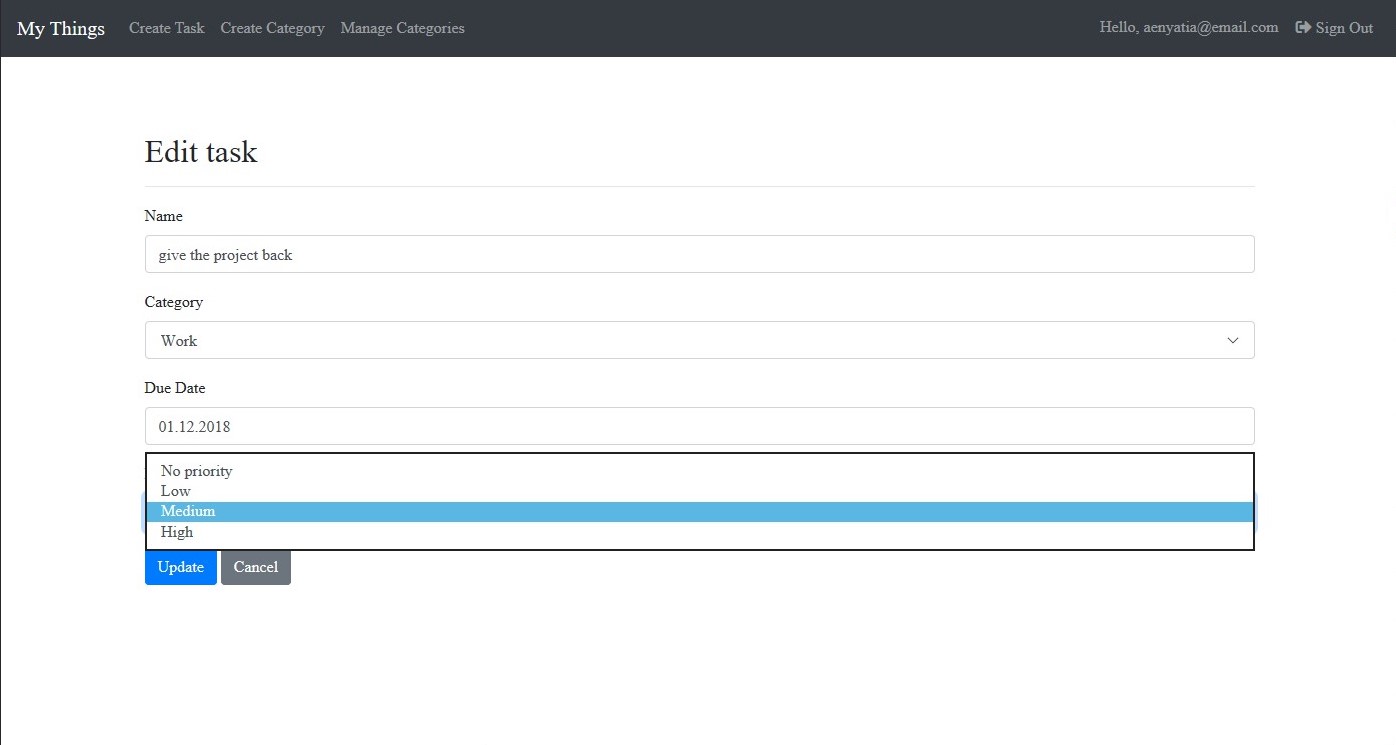 My Things Create Task Create Category Manage Categories Hello, aenyatia@email.com Sign Out
Edit task
Name
give the project back
Category
Work
Due Date
01.12.2018
No priority
Low
Medium
High
Update Cancel